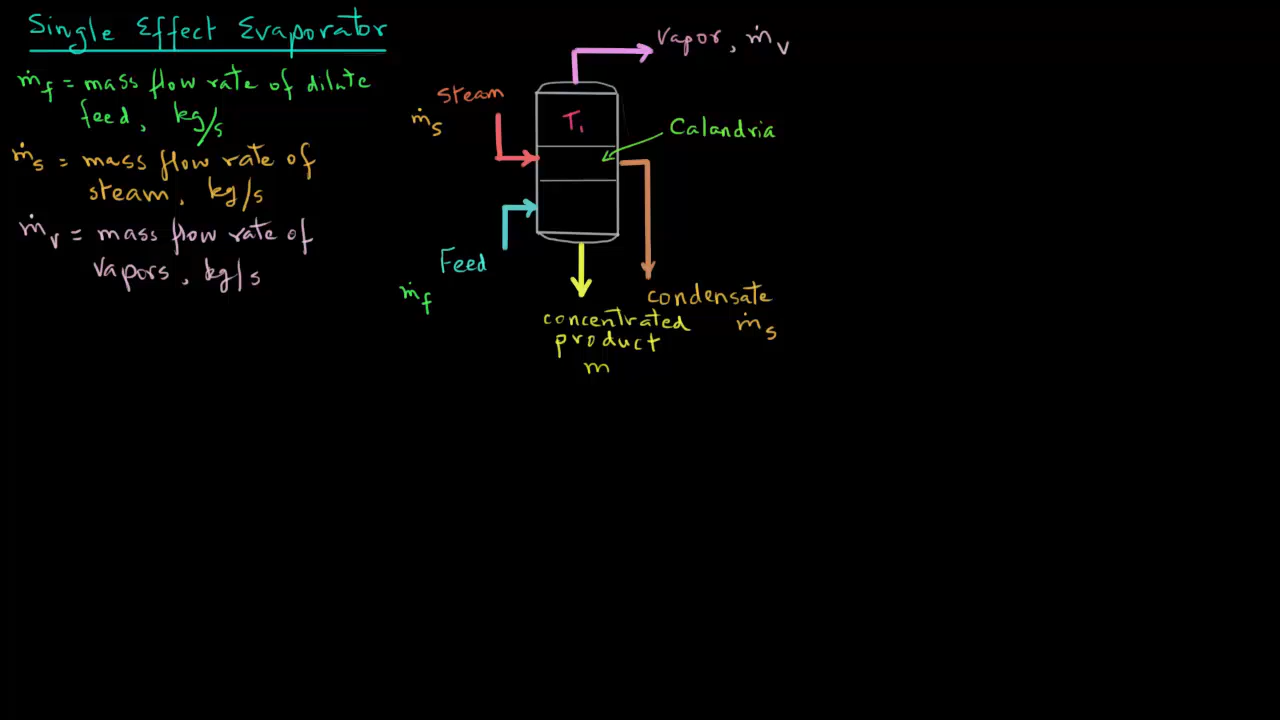 Single Effect Evaporator
ṁf = mass flow rate of dilute
feed, kg/s
ṁs = mass flow rate of
steam, kg/s
ṁv = mass flow rate of
vapors, kg/s
Vapor, ṁv
steam
ṁs
T1
Calandria
Feed
ṁf
condensate
ṁs
concentrated
product
m